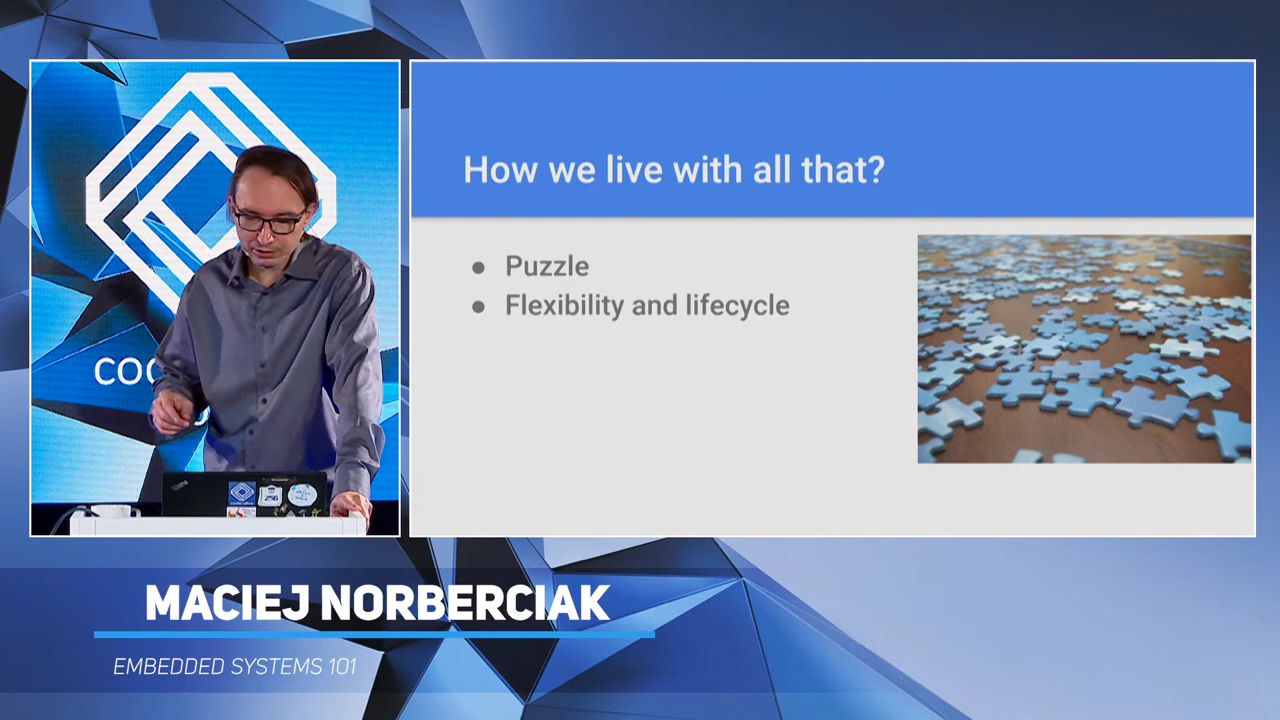 How we live with all that?
● Puzzle
● Flexibility and lifecycle
MACIEJ NORBERCIAK
EMBEDDED SYSTEMS 101